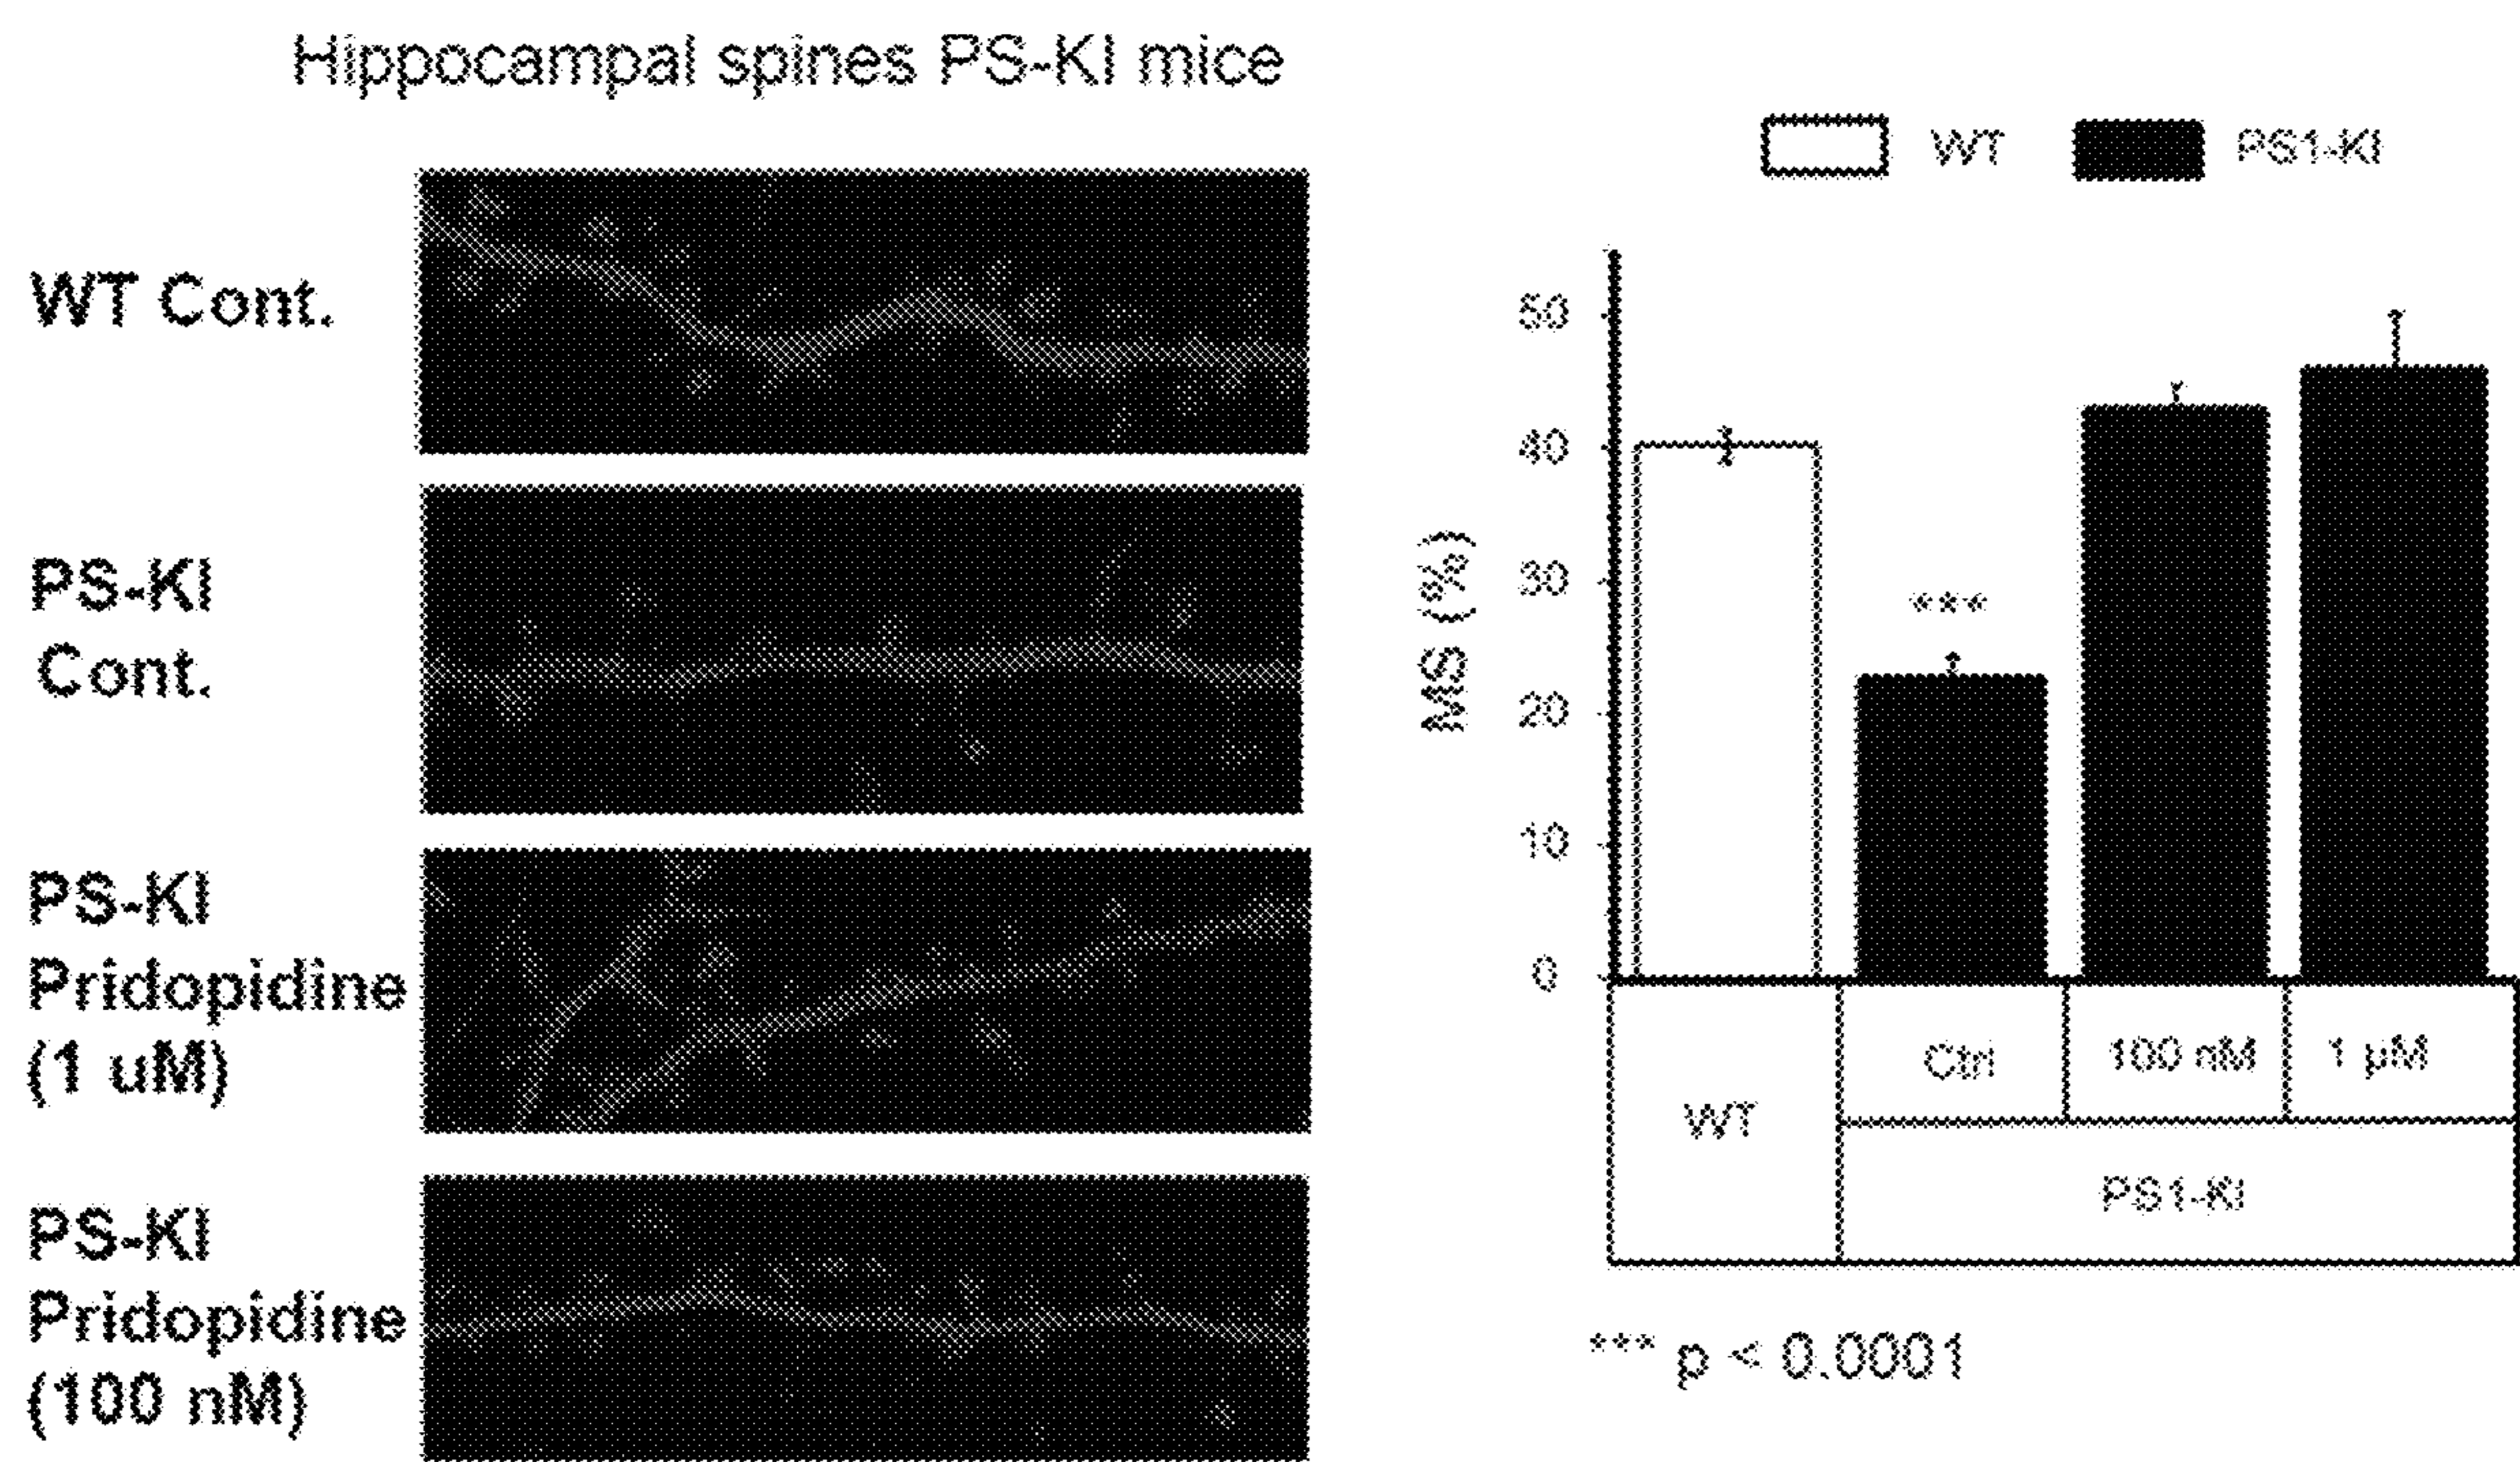 Hippocampal spines PS-KI mice
WT Cont.
PS-KI
Cont.
PS-KI
Pridopidine
(1 uM)
PS-KI
Pridopidine
(100 nM)
WT PS1-KI
MS (%)
50
40
30
20
10
0
***
WT
Ctrl 100 nM 1 µM
PS1-KI
*** p < 0.0001